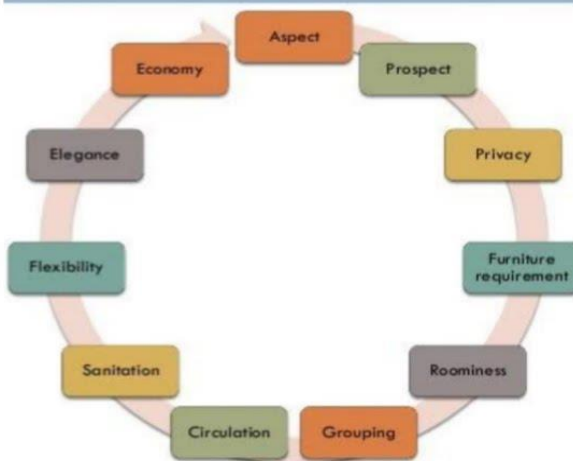 Aspect
Prospect
Privacy
Furniture
requirement
Roominess
Grouping
Circulation
Sanitation
Flexibility
Elegance
Economy